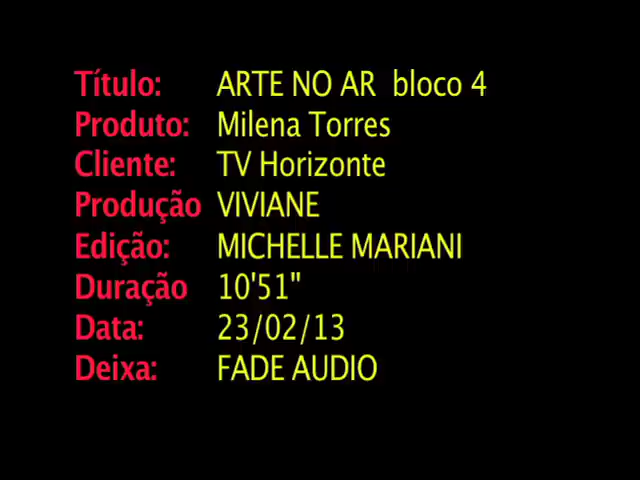 Título: ARTE NO AR bloco 4
Produto: Milena Torres
Cliente: TV Horizonte
Produção VIVIANE
Edição: MICHELLE MARIANI
Duração 10'51"
Data: 23/02/13
Deixa: FADE AUDIO